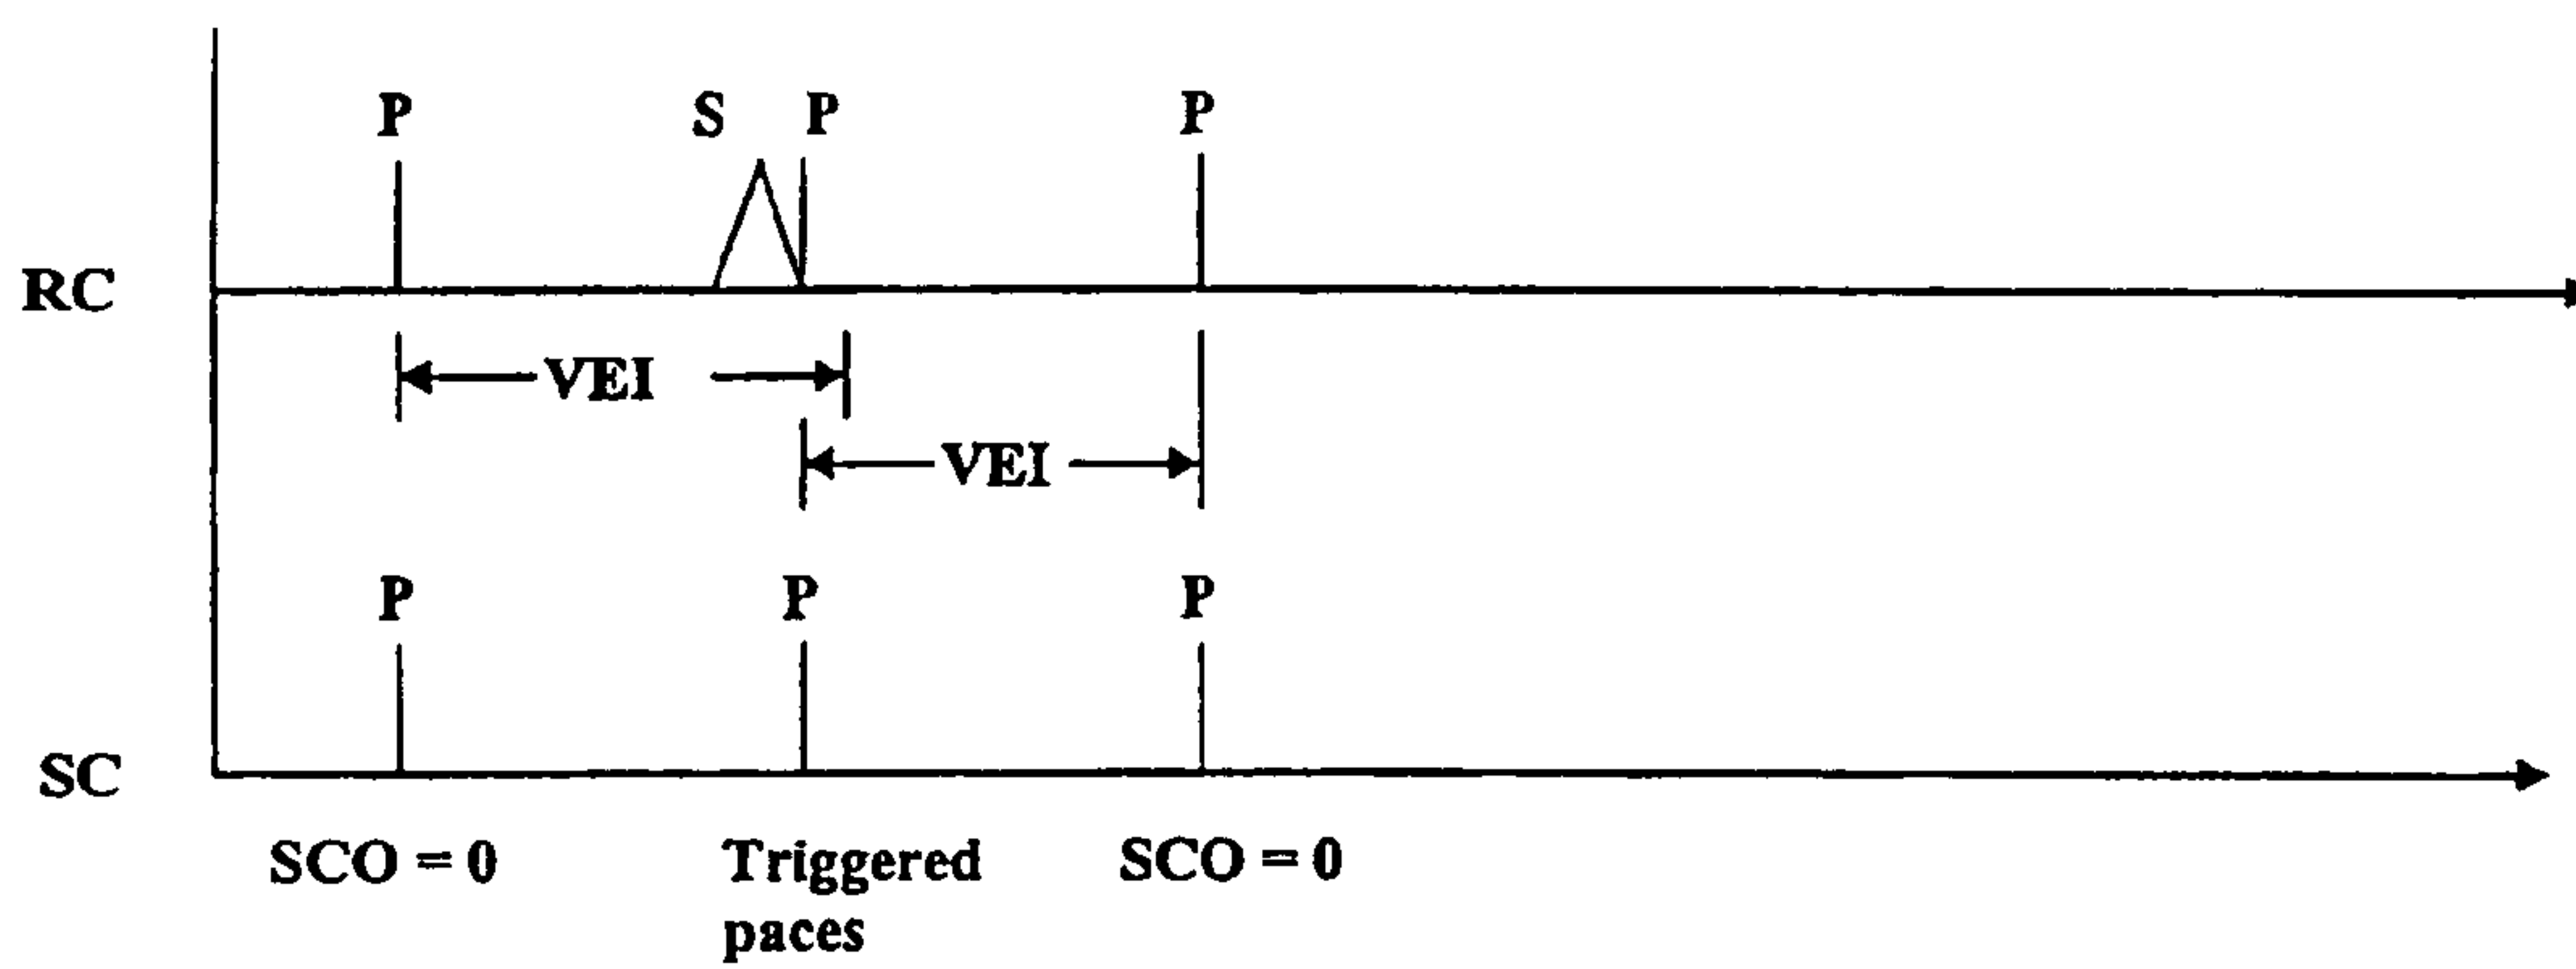 P S P P
RC
VEI
VEI
P P P
SC
SCO = 0 Triggered SCO = 0
paces